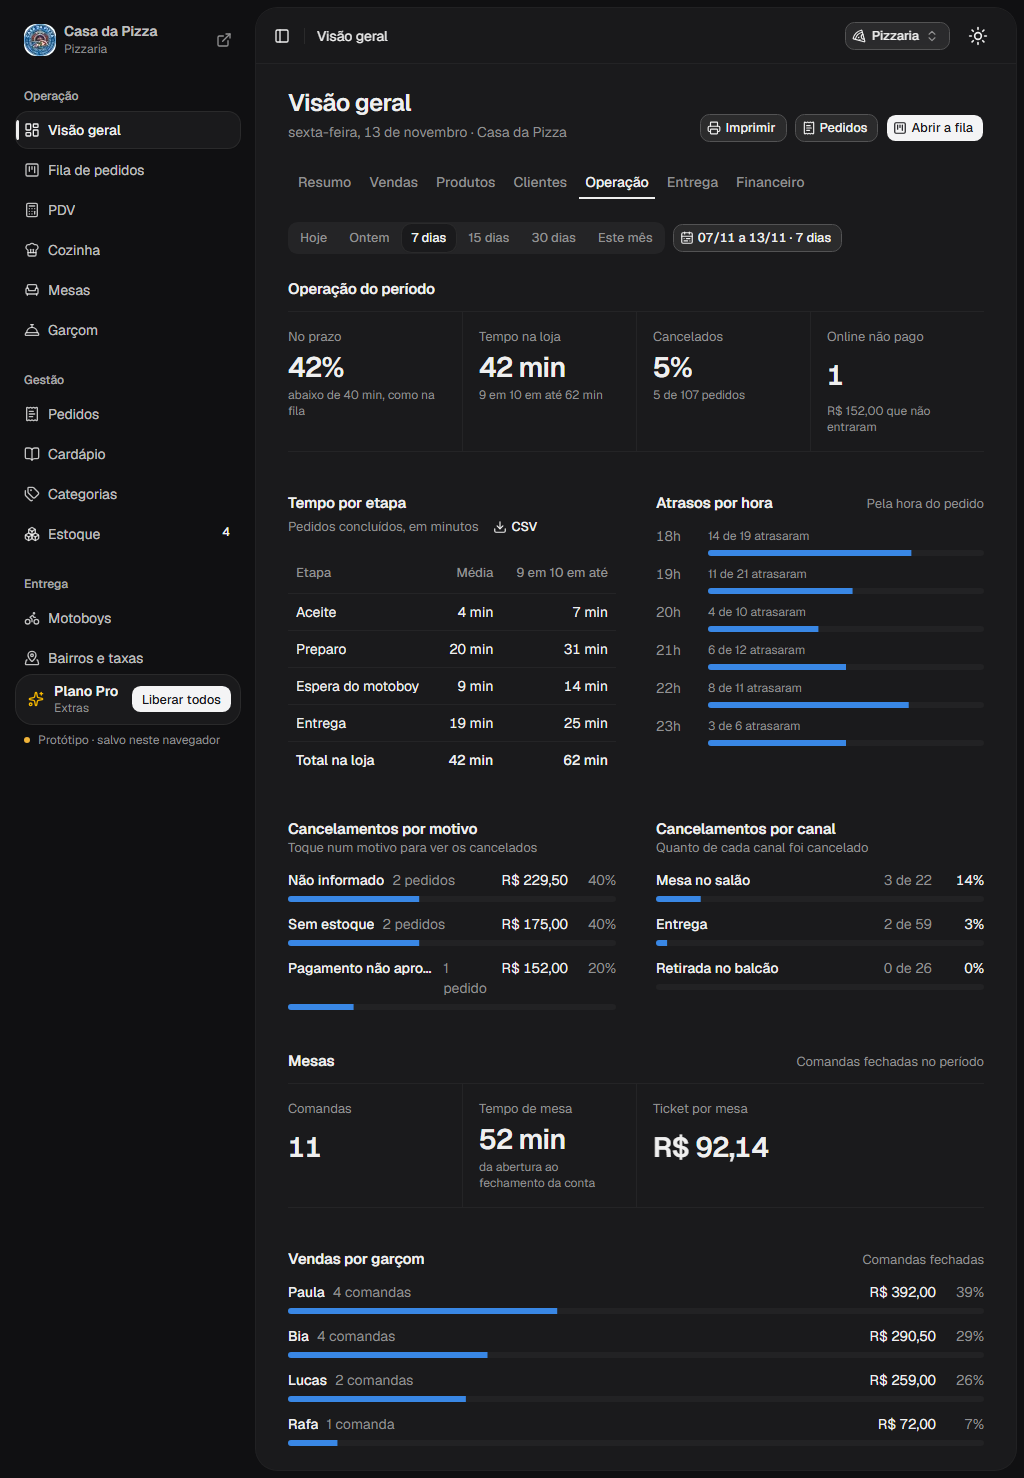 Casa da Pizza
Pizzaria
Operação
Visão geral
Fila de pedidos
PDV
Cozinha
Mesas
Garçom
Gestão
Pedidos
Cardápio
Categorias
Estoque 4
Entrega
Motoboys
Bairros e taxas
Plano Pro
Extras
Liberar todos
Protótipo · salvo neste navegador
Visão geral
Pizzaria
Visão geral
sexta-feira, 13 de novembro · Casa da Pizza
Imprimir Pedidos Abrir a fila
Resumo Vendas Produtos Clientes Operação Entrega Financeiro
Hoje Ontem 7 dias 15 dias 30 dias Este mês 07/11 a 13/11 · 7 dias
Operação do período
No prazo
42%
abaixo de 40 min, como na
fila
Tempo na loja
42 min
9 em 10 em até 62 min
Cancelados
5%
5 de 107 pedidos
Online não pago
1
R$ 152,00 que não
entraram
Tempo por etapa
Pedidos concluídos, em minutos CSV
Etapa Média 9 em 10 em até
Aceite 4 min 7 min
Preparo 20 min 31 min
Espera do motoboy 9 min 14 min
Entrega 19 min 25 min
Total na loja 42 min 62 min
Atrasos por hora Pela hora do pedido
18h 14 de 19 atrasaram
19h 11 de 21 atrasaram
20h 4 de 10 atrasaram
21h 6 de 12 atrasaram
22h 8 de 11 atrasaram
23h 3 de 6 atrasaram
Cancelamentos por motivo
Toque num motivo para ver os cancelados
Não informado 2 pedidos R$ 229,50 40%
Sem estoque 2 pedidos R$ 175,00 40%
Pagamento não apro... 1 pedido R$ 152,00 20%
Cancelamentos por canal
Quanto de cada canal foi cancelado
Mesa no salão 3 de 22 14%
Entrega 2 de 59 3%
Retirada no balcão 0 de 26 0%
Mesas Comandas fechadas no período
Comandas
11
Tempo de mesa
52 min
da abertura ao
fechamento da conta
Ticket por mesa
R$ 92,14
Vendas por garçom Comandas fechadas
Paula 4 comandas R$ 392,00 39%
Bia 4 comandas R$ 290,50 29%
Lucas 2 comandas R$ 259,00 26%
Rafa 1 comanda R$ 72,00 7%